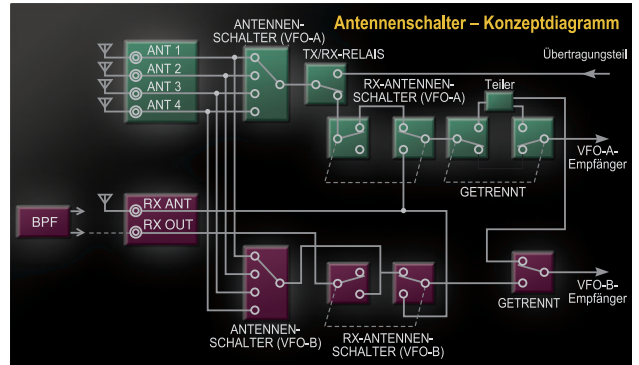 Antennenschalter – Konzeptdiagramm
ANTENNEN-
SCHALTER (VFO-A)
ANT 1
ANT 2
ANT 3
ANT 4
TX/RX-RELAIS
Übertragungsteil
RX-ANTENNEN-
SCHALTER (VFO-A)
Teiler
VFO-A-
Empfänger
GETRENNT
RX ANT
RX OUT
BPF
ANTENNEN-
SCHALTER (VFO-B)
RX-ANTENNEN-
SCHALTER (VFO-B)
GETRENNT
VFO-B-
Empfänger